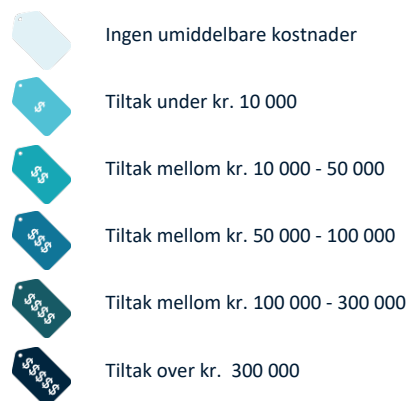 Ingen umiddelbare kostnader
$
Tiltak under kr. 10 000
$$
Tiltak mellom kr. 10 000 - 50 000
$$$
Tiltak mellom kr. 50 000 - 100 000
$$$$
Tiltak mellom kr. 100 000 - 300 000
$$$$$
Tiltak over kr. 300 000